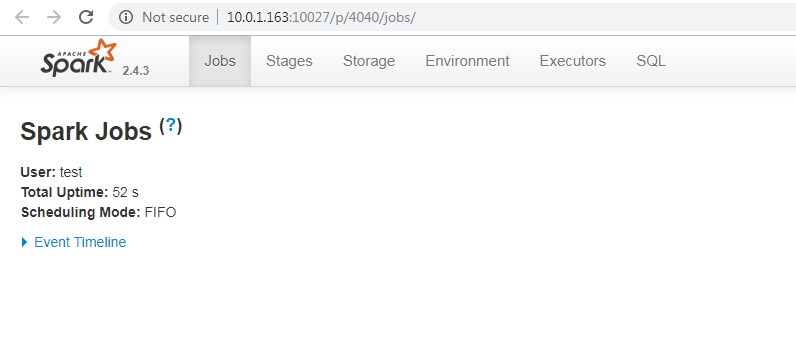 Not secure | 10.0.1.163:10027/p/4040/jobs/
APACHE Spark 2.4.3 Jobs Stages Storage Environment Executors SQL
Spark Jobs (?)
User: test
Total Uptime: 52 s
Scheduling Mode: FIFO
Event Timeline